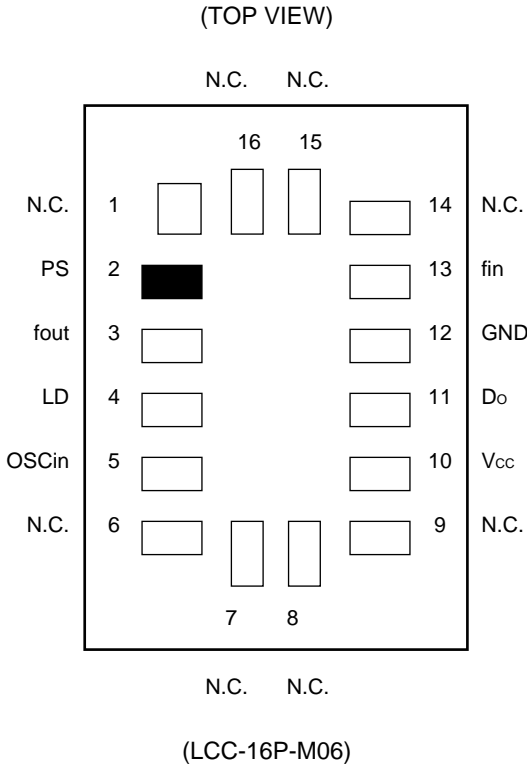 (TOP VIEW)
N.C. N.C.
16 15
N.C. 1 14 N.C.
PS 2 13 fin
fout 3 12 GND
LD 4 11 Do
OSCin 5 10 Vcc
N.C. 6 9 N.C.
7 8
N.C. N.C.
(LCC-16P-M06)